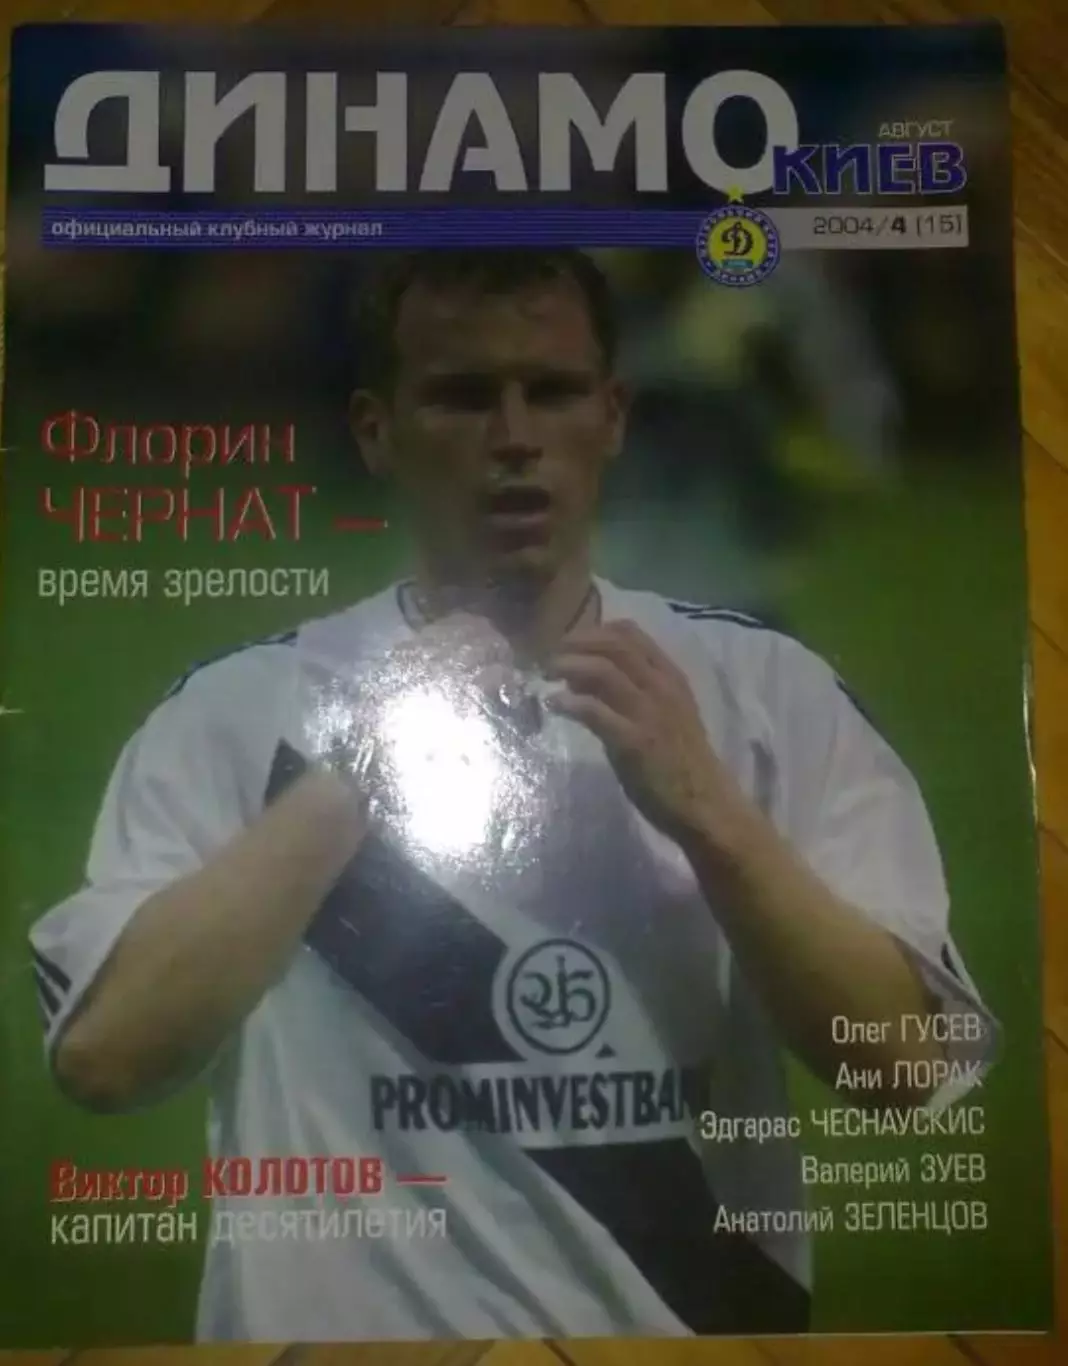 ДИНАМО
АВГУСТ
КИЕВ
официальный клубный журнал
2004/4 (15)
Флорин
ЧЕРНАТ —
время зрелости
PROMINVESTBAN
Олег ГУСЕВ
Ани ЛОРАК
Эдгарас ЧЕСНАУСКИС
Валерий ЗУЕВ
Анатолий ЗЕЛЕНЦОВ
Виктор КОЛОТОВ —
капитан десятилетия